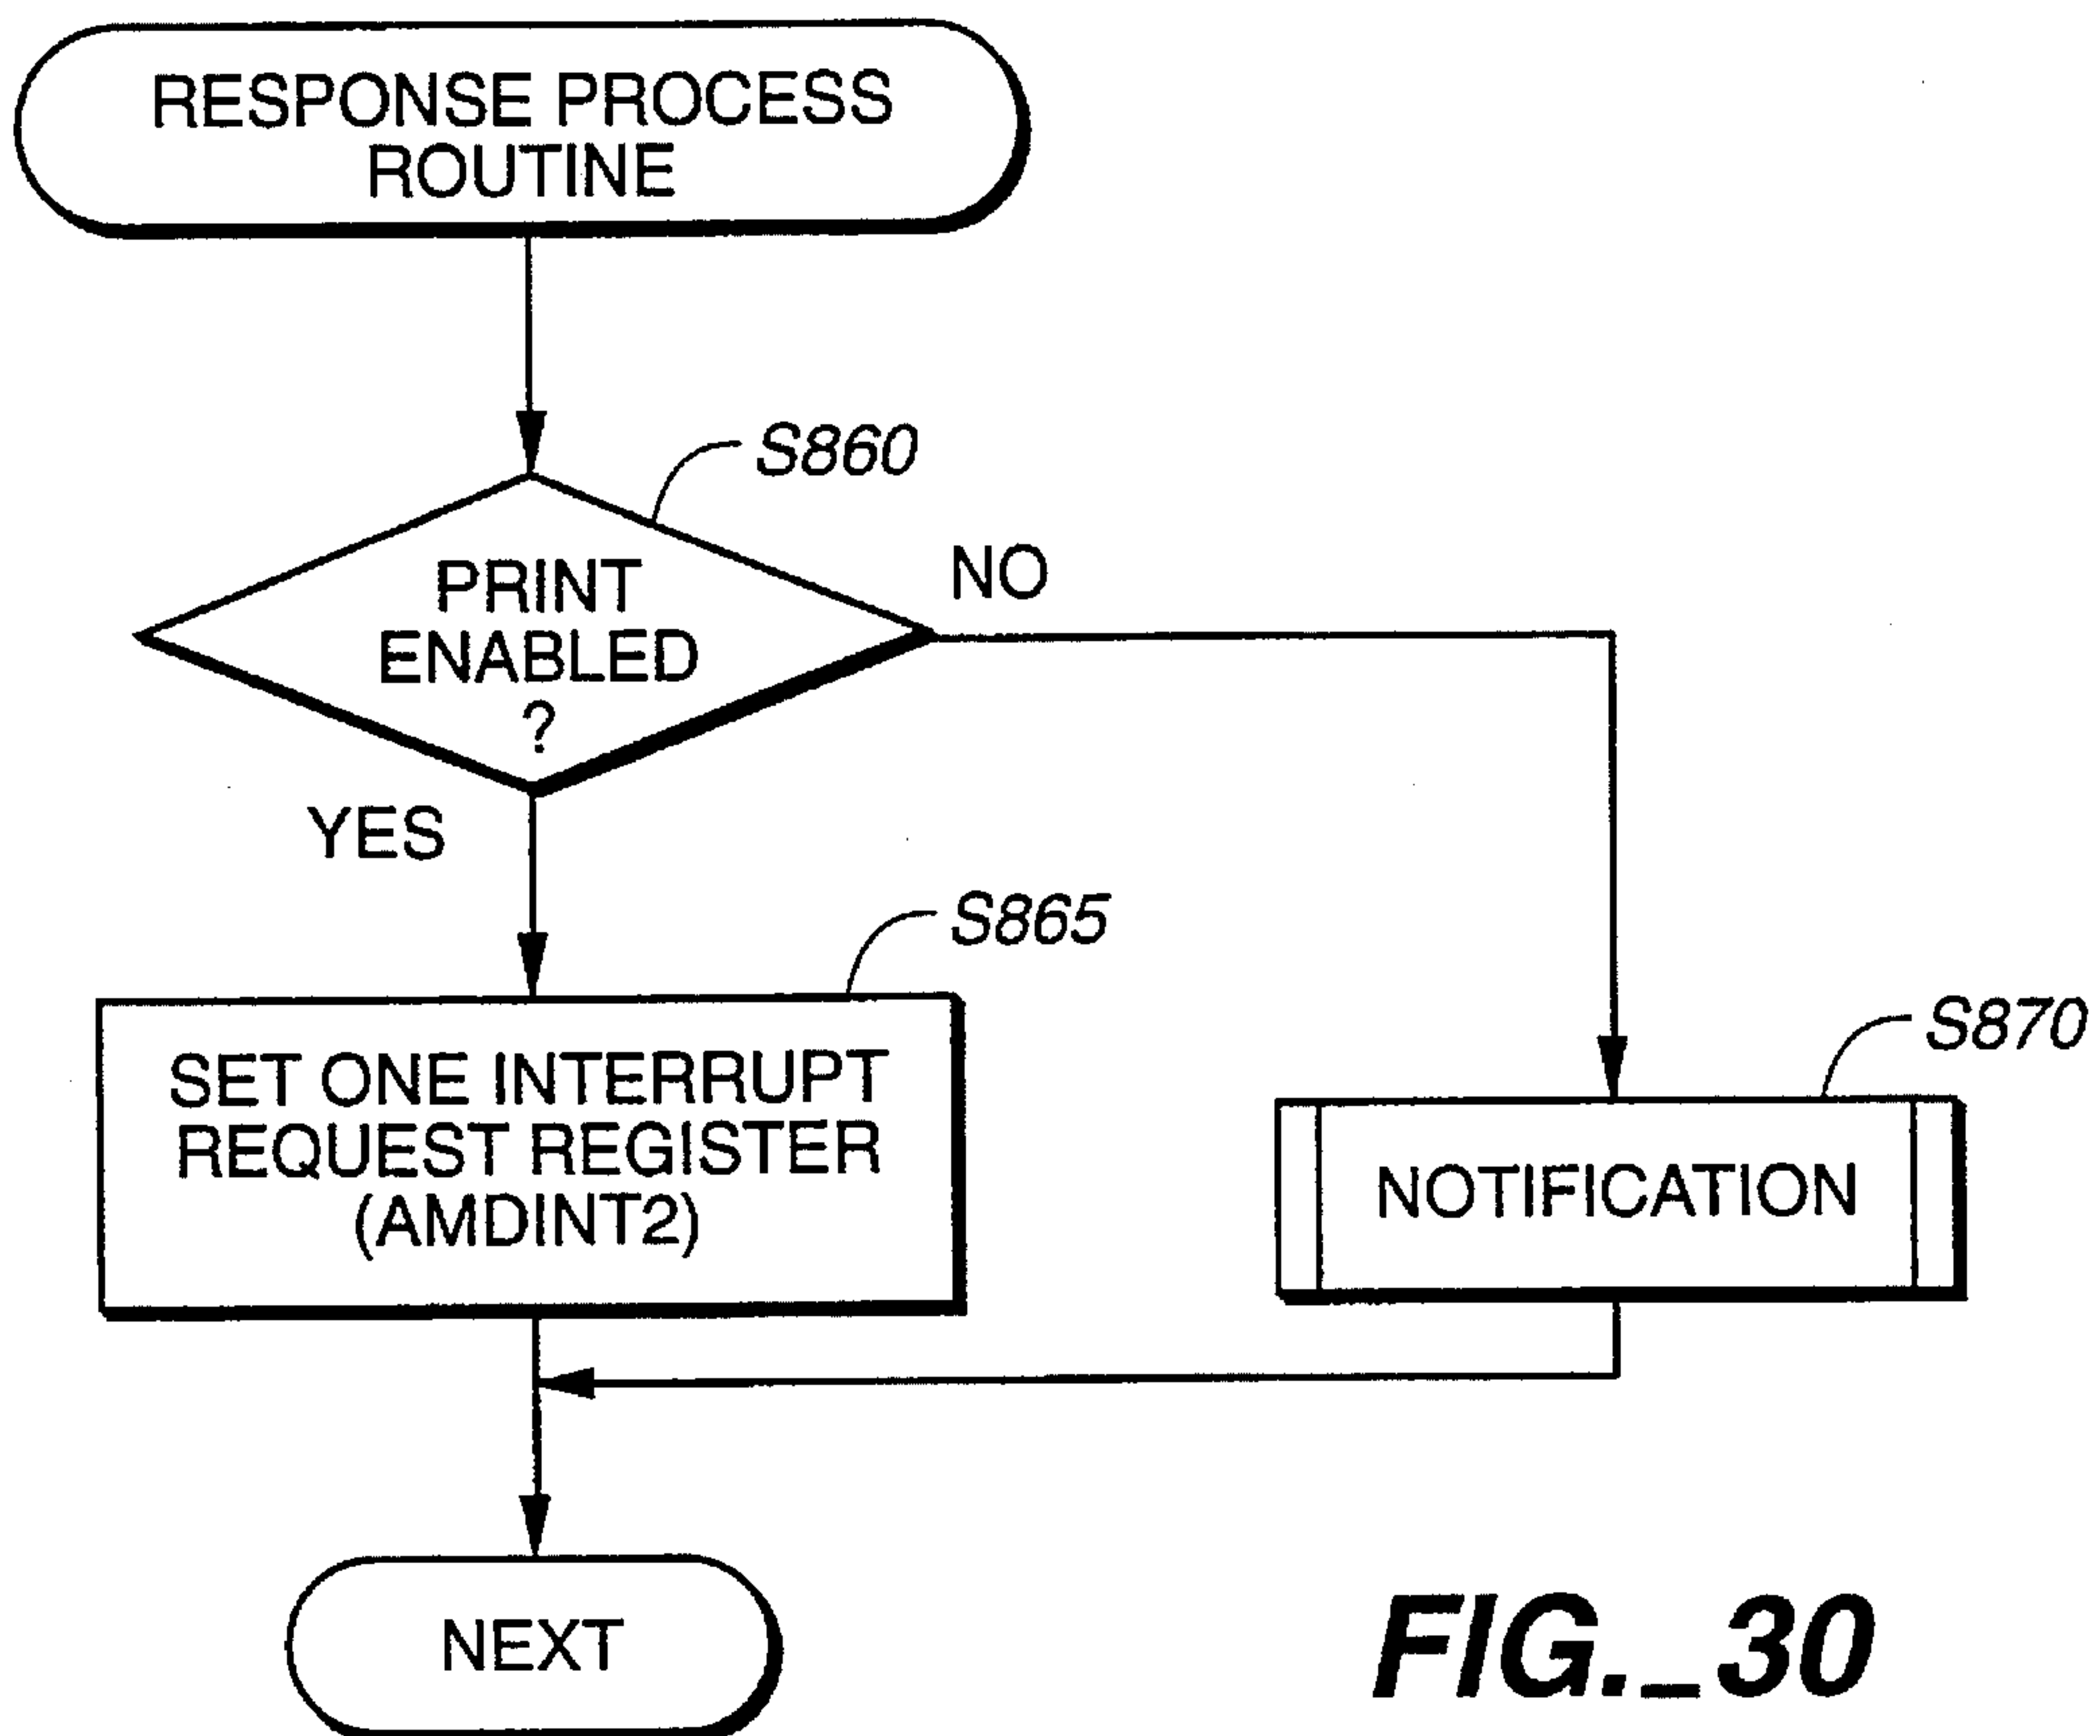 RESPONSE PROCESS
ROUTINE
S860
PRINT
ENABLED
?
NO
YES
S865
SET ONE INTERRUPT
REQUEST REGISTER
(AMDINT2)
S870
NOTIFICATION
NEXT
FIG._30